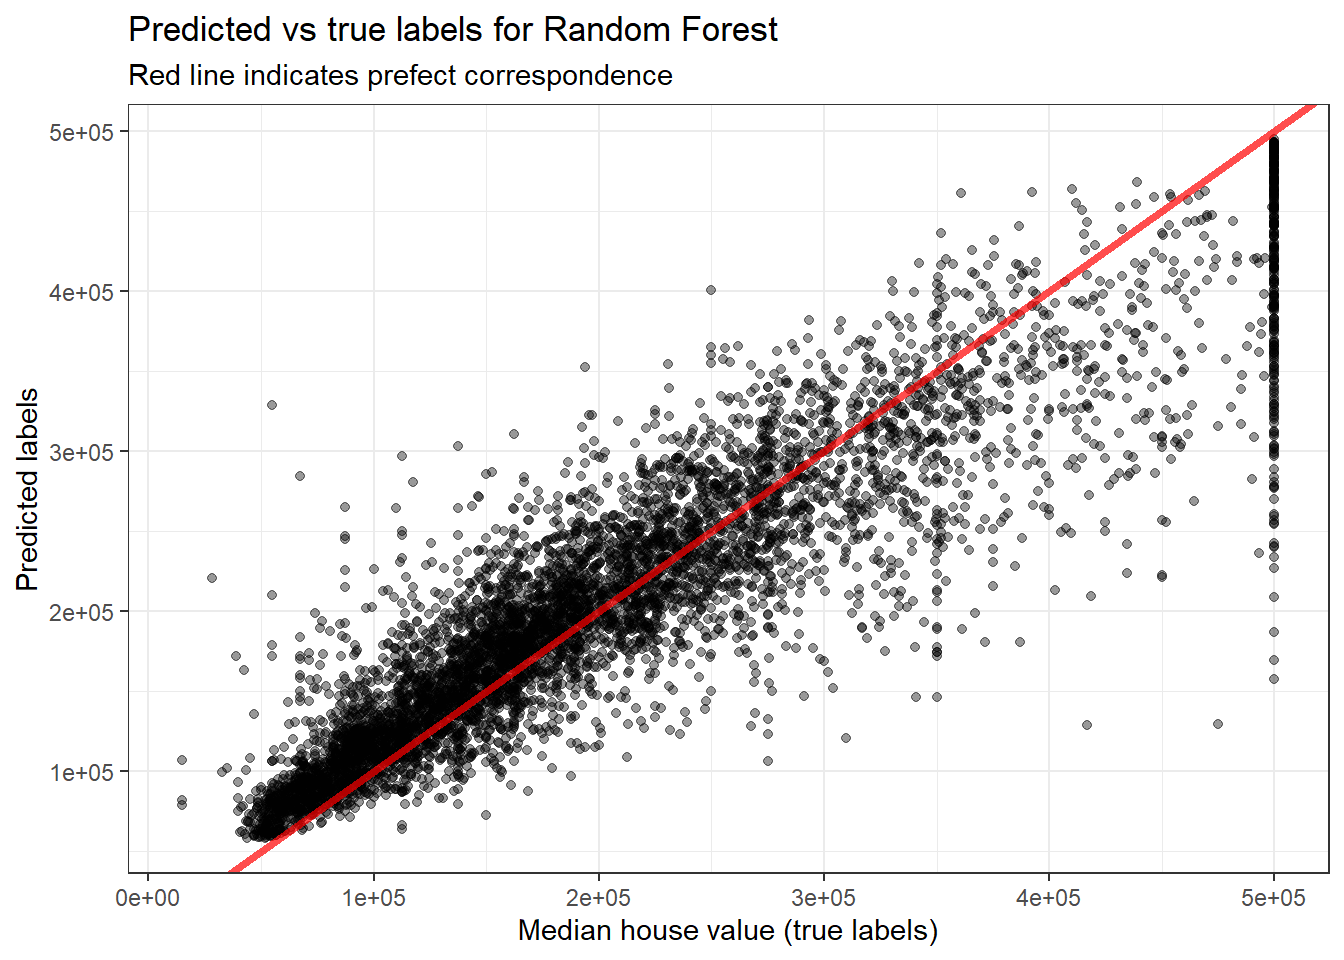 Predicted vs true labels for Random Forest
Red line indicates prefect correspondence
5e+05
4e+05
3e+05
2e+05
1e+05
Predicted labels
0e+00 1e+05 2e+05 3e+05 4e+05 5e+05
Median house value (true labels)